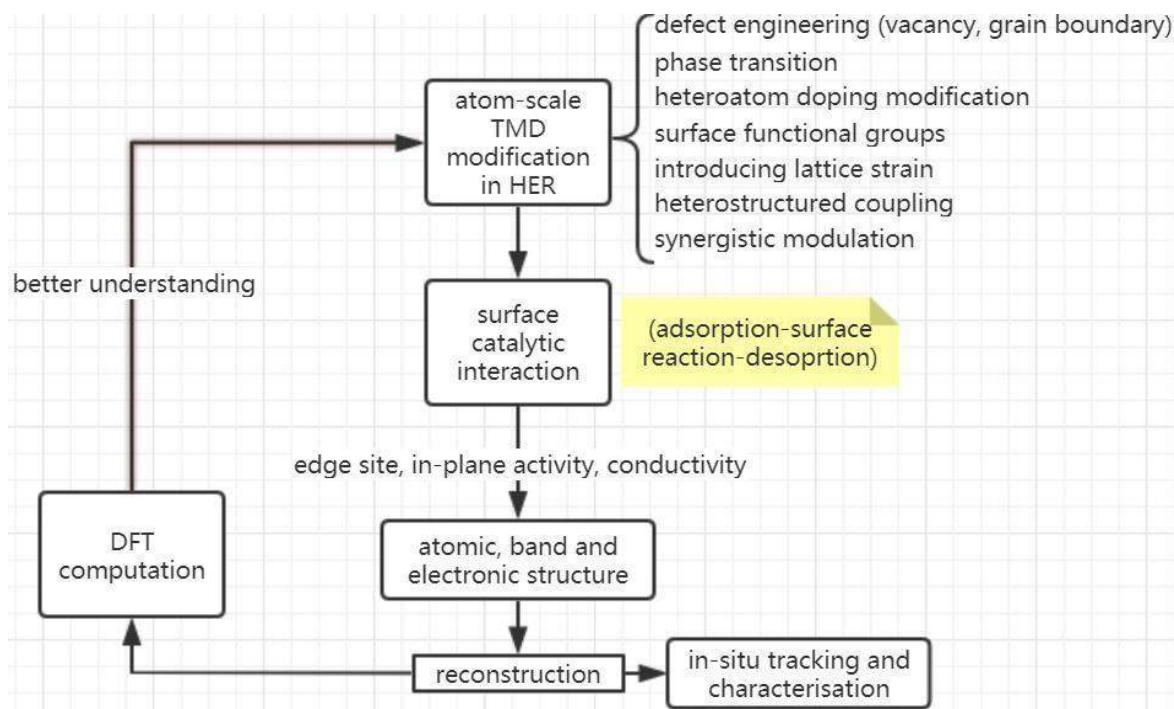 defect engineering (vacancy, grain boundary)
phase transition
heteroatom doping modification
surface functional groups
introducing lattice strain
heterostructured coupling
synergistic modulation
atom-scale
TMD
modification
in HER
better understanding
surface
catalytic
interaction
(adsorption-surface
reaction-desoprtion)
edge site, in-plane activity, conductivity
DFT
computation
atomic, band and
electronic structure
reconstruction
in-situ tracking and
characterisation